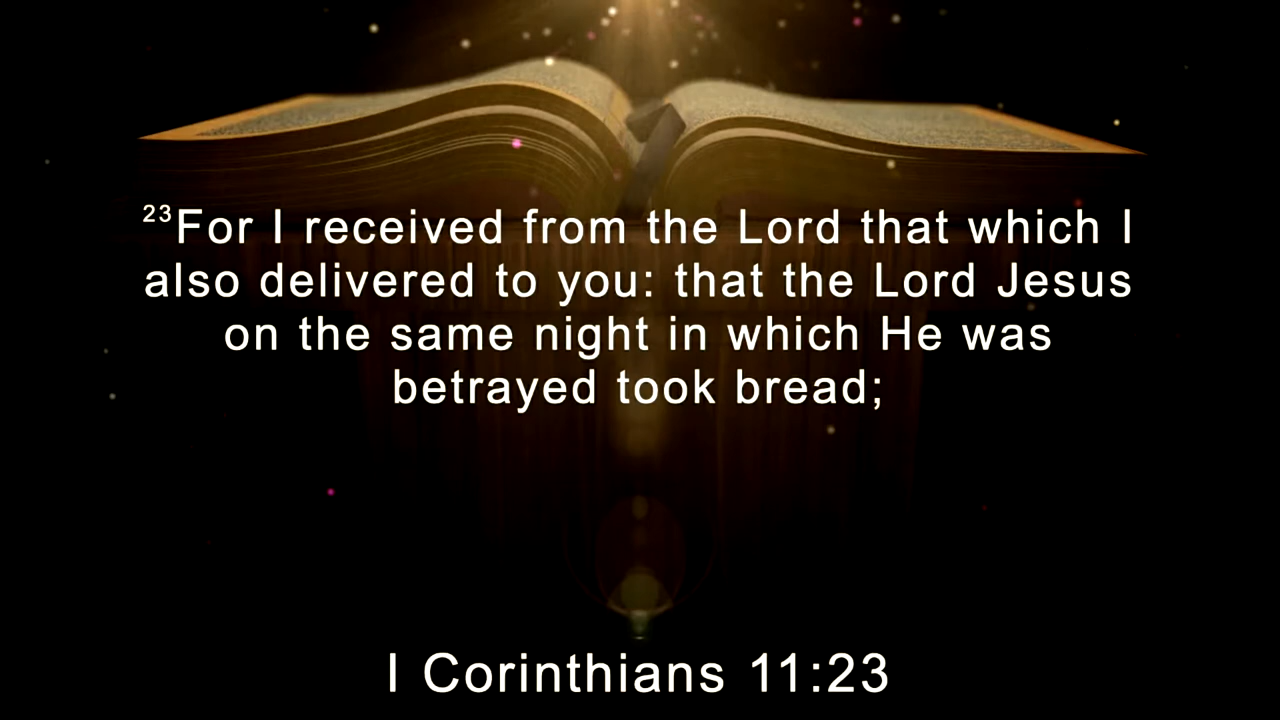 23For I received from the Lord that which I
also delivered to you: that the Lord Jesus
on the same night in which He was
betrayed took bread;
I Corinthians 11:23